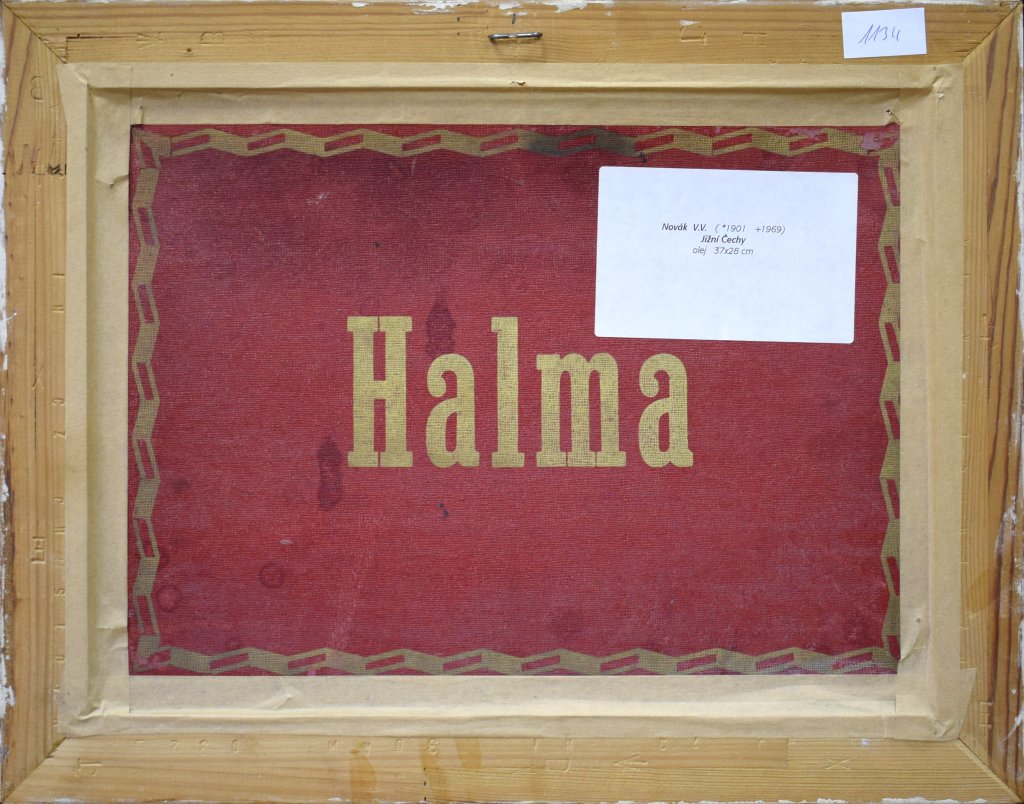 1134
Novák V.V. ( *1901 +1969)
Jižní Čechy
olej 37x28 cm
Halma